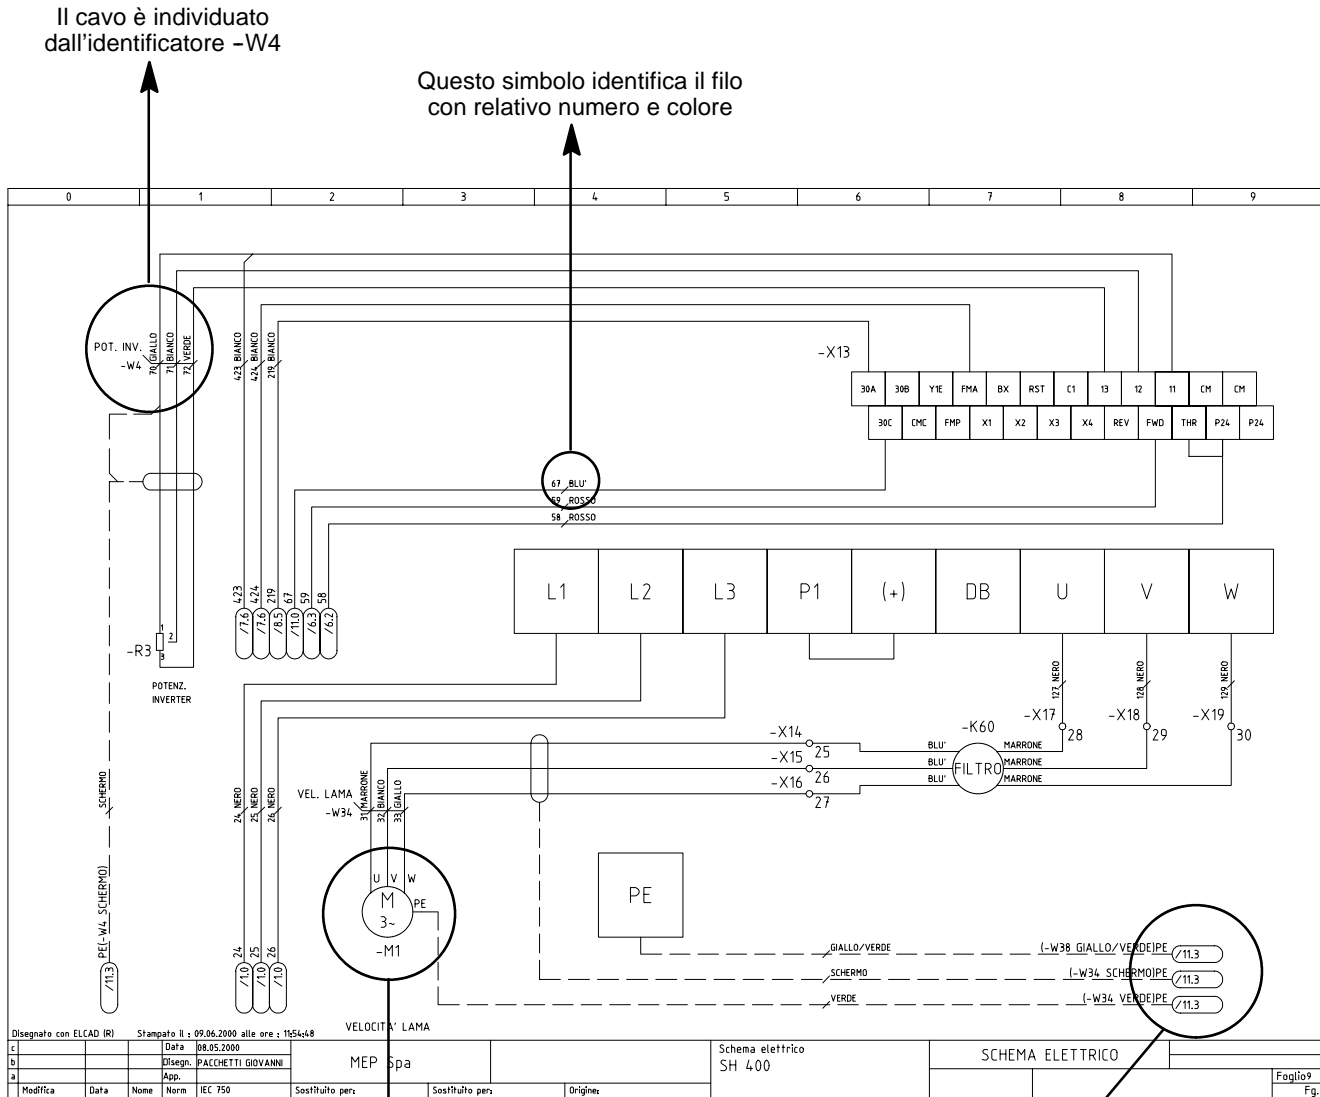 Il cavo è individuato
dall'identificatore -W4
Questo simbolo identifica il filo
con relativo numero e colore
0 1 2 3 4 5 6 7 8 9
POT. INV.
-W4
70 GIALLO
71 BIANCO
72 VERDE
423 BIANCO
424 BIANCO
219 BIANCO
-X13
30A 30B Y1E FMA BX RST C1 13 12 11 CM CM
30C CMC FMP X1 X2 X3 X4 REV FWD THR P24 P24
67 BLU'
59 ROSSO
58 ROSSO
423 424 219 67 59 58
/7.6 /7.6 /8.5 /11.0 /6.3 /6.2
L1 L2 L3 P1 (+) DB U V W
-R3
1
2
3
POTENZ.
INVERTER
127 NERO
128 NERO
129 NERO
-X17
28
-X18
29
-X19
30
-X14
25
-X15
26
-X16
27
-K60
FILTRO
BLU' MARRONE
BLU' MARRONE
BLU' MARRONE
SCHERMO
24 NERO
25 NERO
26 NERO
VEL. LAMA
-W34
31 MARRONE
32 BIANCO
33 GIALLO
U V W
M
3~
PE
-M1
PE
PE(-W4 SCHERMO)
/11.3
24 25 26
/1.0 /1.0 /1.0
GIALLO/VERDE
(-W38 GIALLO/VERDE)PE
/11.3
SCHERMO
(-W34 SCHERMO)PE
/11.3
VERDE
(-W34 VERDE)PE
/11.3
VELOCITA' LAMA
Disegnato con ELCAD (R) Stampato il : 09.06.2000 alle ore : 11:54:48
c
b
a
Data 08.05.2000
Disegn. PACCHETTI GIOVANNI
App.
Modifica Data Nome Norm IEC 750
MEP Spa
Sostituito per: Sostituito per: Origine:
Schema elettrico
SH 400
SCHEMA ELETTRICO
Foglio9
Fg.